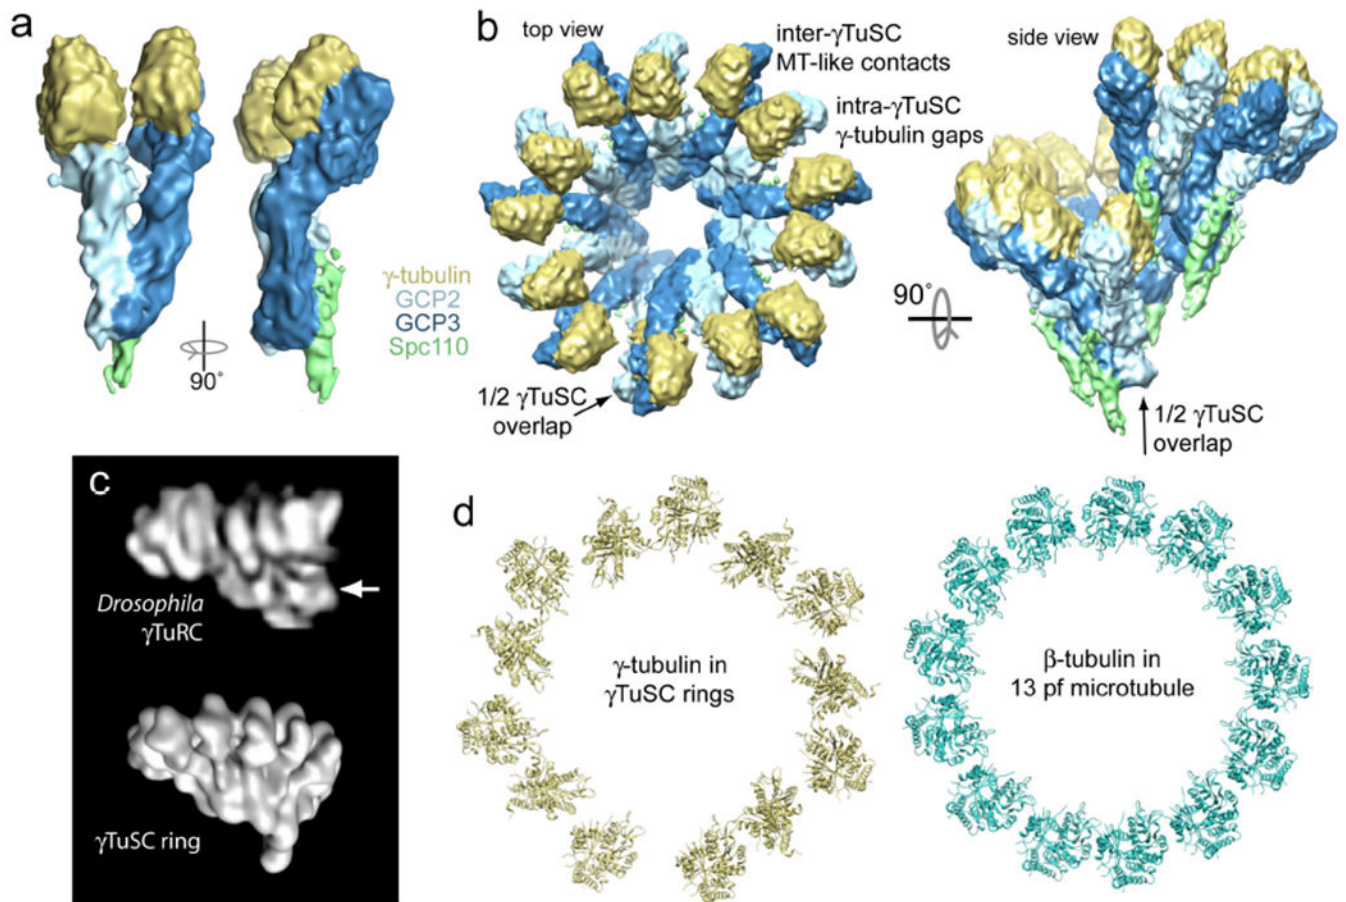 a
γ-tubulin
GCP2
GCP3
Spc110
90°
b
top view
inter-γTuSC
MT-like contacts
intra-γTuSC
γ-tubulin gaps
1/2 γTuSC
overlap
side view
90°
1/2 γTuSC
overlap
c
Drosophila
γTuRC
γTuSC ring
d
γ-tubulin in
γTuSC rings
β-tubulin in
13 pf microtubule